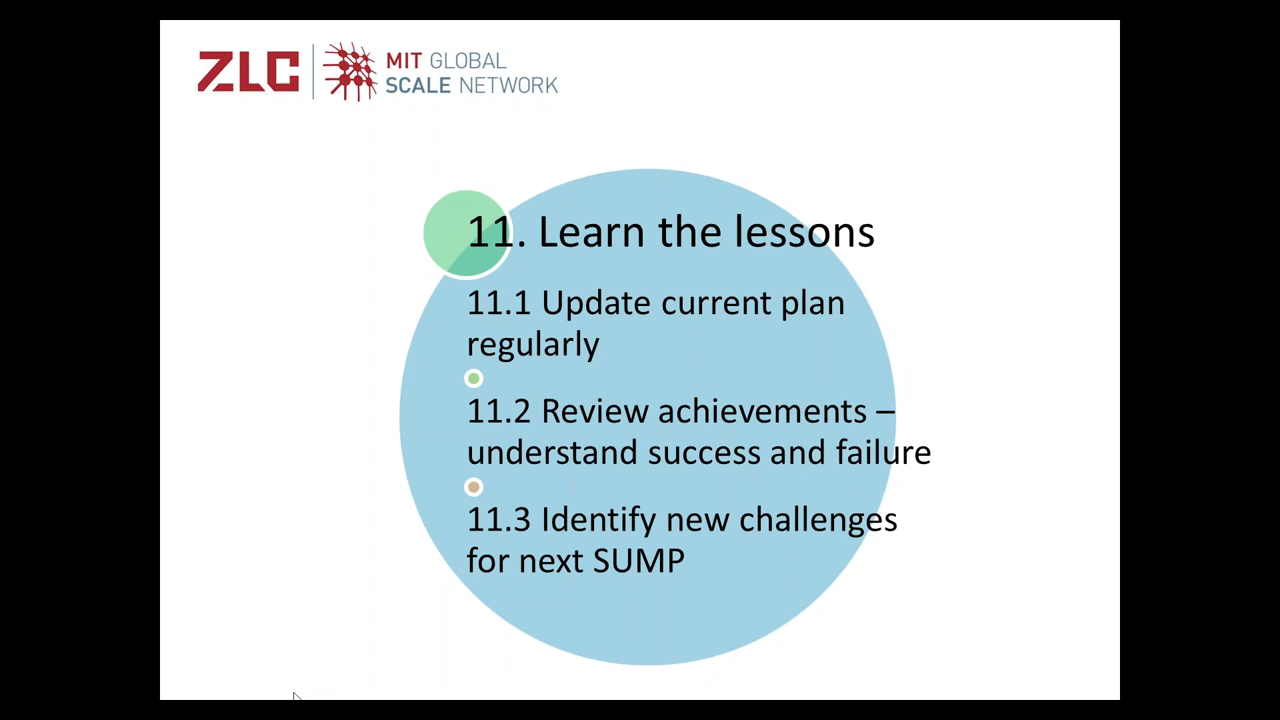 ZLC
MIT GLOBAL
SCALE NETWORK
11. Learn the lessons
11.1 Update current plan
regularly
11.2 Review achievements –
understand success and failure
11.3 Identify new challenges
for next SUMP